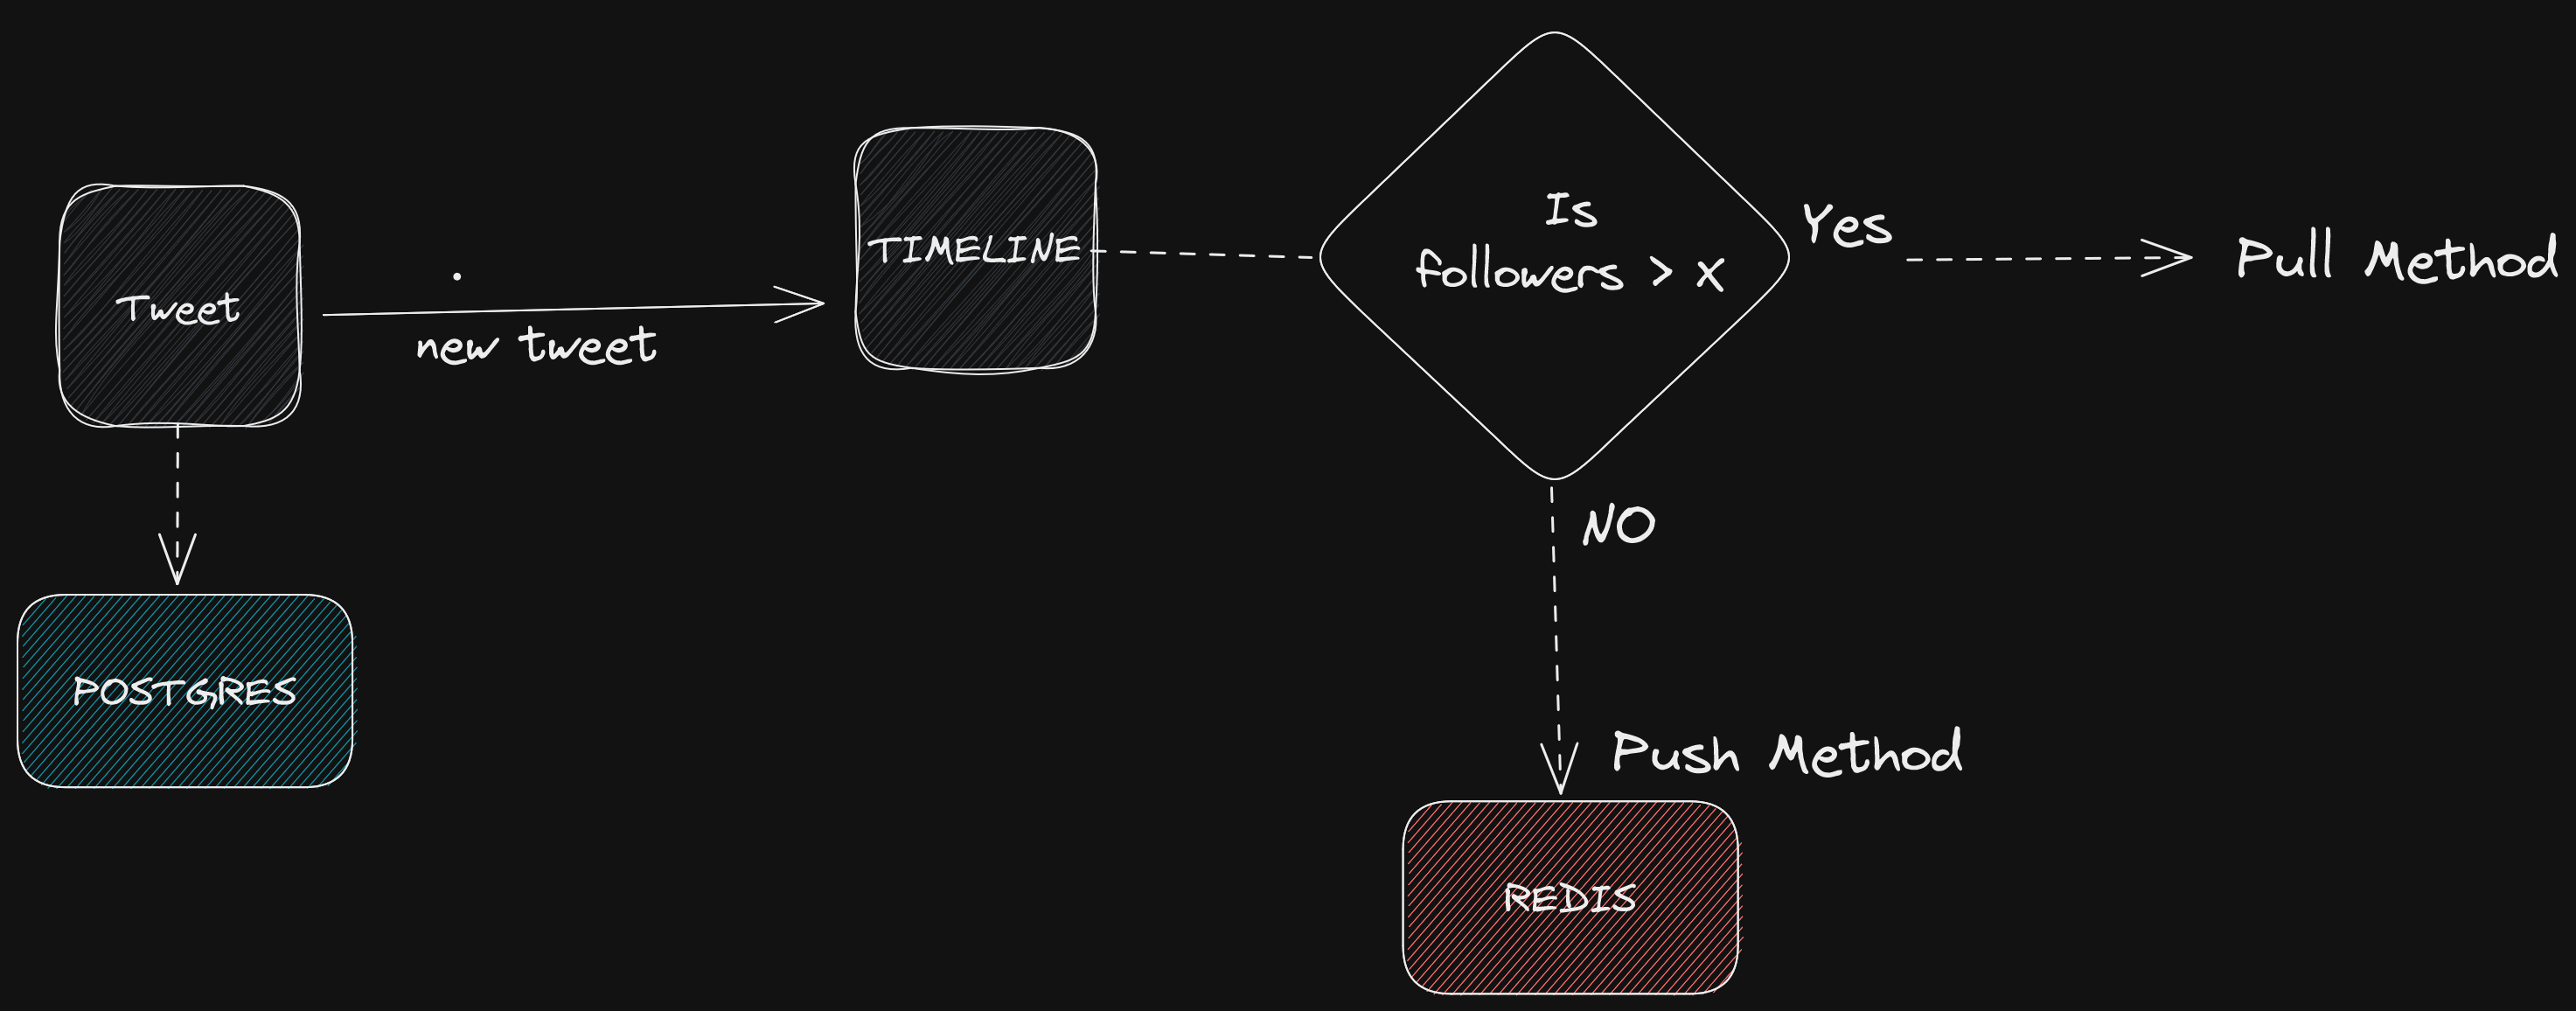 Tweet
new tweet
TIMELINE
Is
followers > x
Yes
Pull Method
NO
Push Method
POSTGRES
REDIS